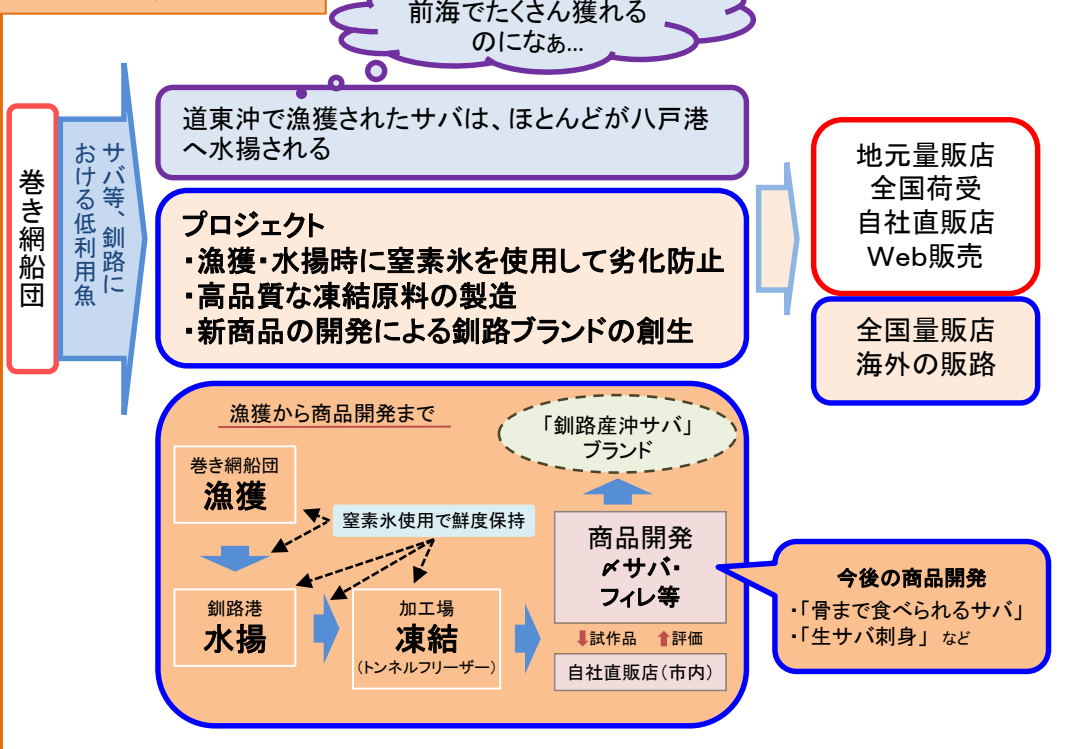 前海でたくさん獲れる
のになぁ…
巻き網船団
サバ等、釧路に
おける低利用魚
道東沖で漁獲されたサバは、ほとんどが八戸港
へ水揚される
プロジェクト
・漁獲・水揚時に窒素氷を使用して劣化防止
・高品質な凍結原料の製造
・新商品の開発による釧路ブランドの創生
地元量販店
全国荷受
自社直販店
Web販売
全国量販店
海外の販路
漁獲から商品開発まで
「釧路産沖サバ」
ブランド
巻き網船団
漁獲
窒素氷使用で鮮度保持
釧路港
水揚
加工場
凍結
（トンネルフリーザー）
商品開発
〆サバ・
フィレ等
⬇試作品 ⬆評価
自社直販店（市内）
今後の商品開発
・「骨まで食べられるサバ」
・「生サバ刺身」 など